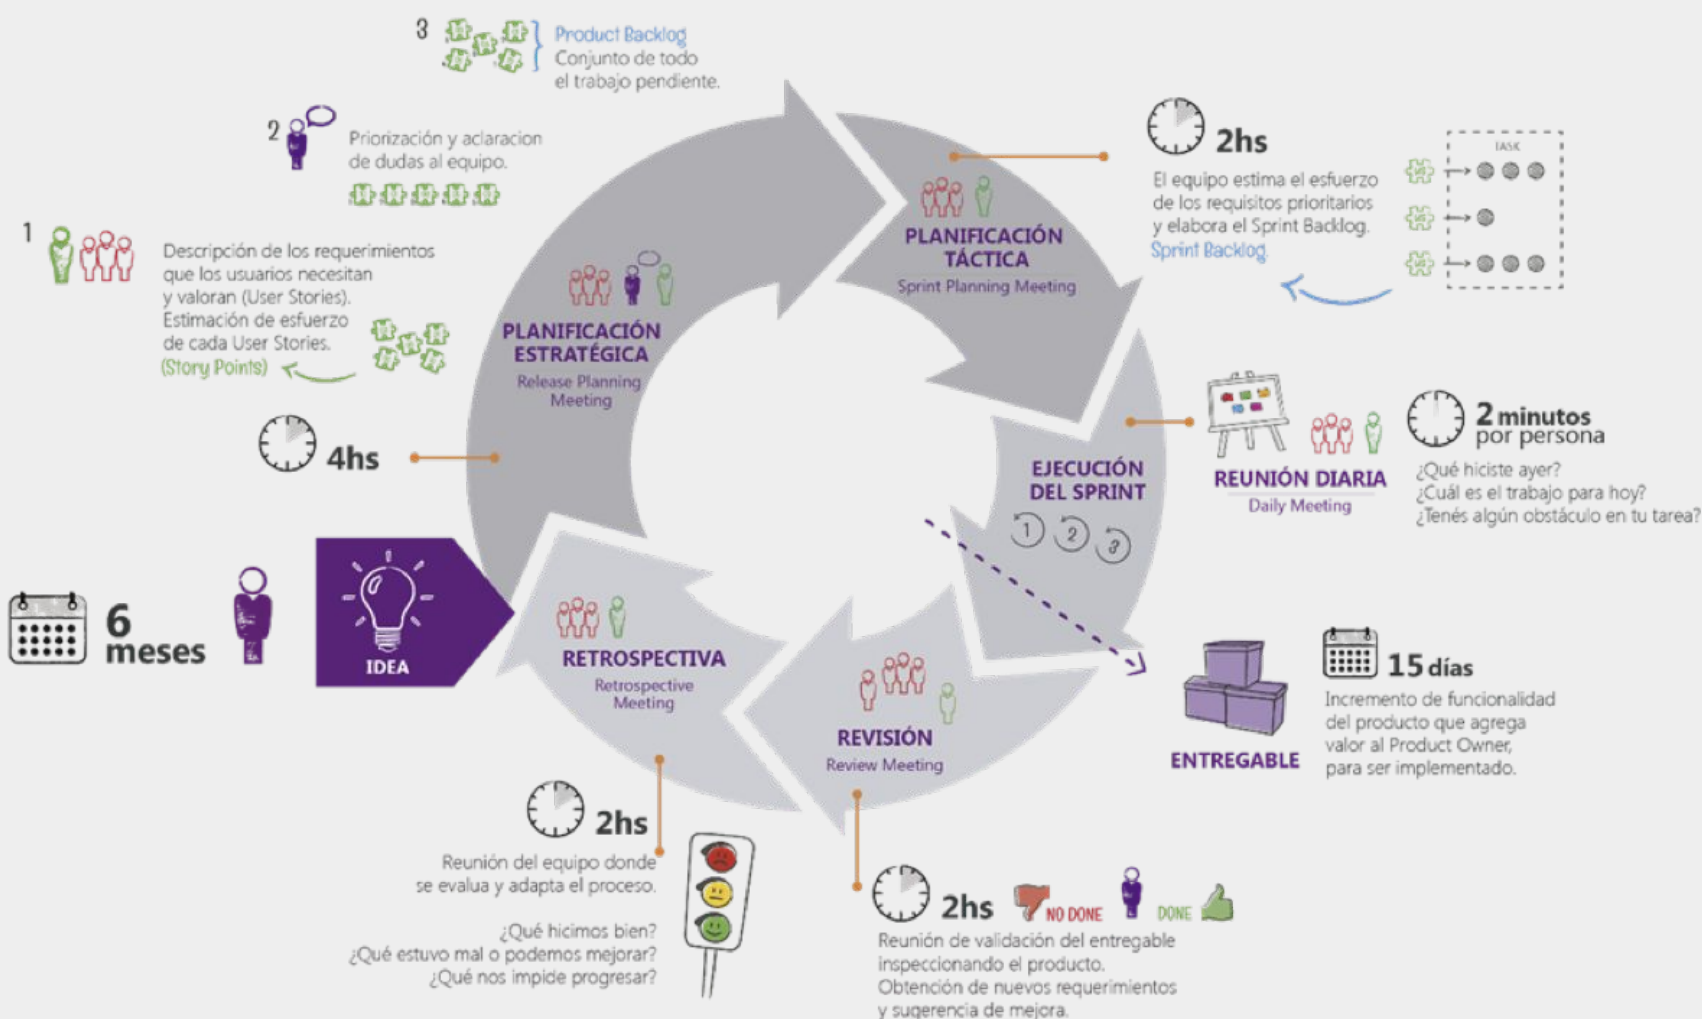 3
Product Backlog
Conjunto de todo
el trabajo pendiente.
2
Priorización y aclaracion
de dudas al equipo.
1
Descripción de los requerimientos
que los usuarios necesitan
y valoran (User Stories).
Estimación de esfuerzo
de cada User Stories.
(Story Points)
4hs
PLANIFICACIÓN
ESTRATÉGICA
Release Planning
Meeting
PLANIFICACIÓN
TÁCTICA
Sprint Planning Meeting
2hs
El equipo estima el esfuerzo
de los requisitos prioritarios
y elabora el Sprint Backlog.
Sprint Backlog.
TASK
US
US
US
EJECUCIÓN
DEL SPRINT
1 2 3
REUNIÓN DIARIA
Daily Meeting
2 minutos
por persona
¿Qué hiciste ayer?
¿Cuál es el trabajo para hoy?
¿Tenés algún obstáculo en tu tarea?
6
meses
IDEA
RETROSPECTIVA
Retrospective
Meeting
REVISIÓN
Review Meeting
ENTREGABLE
15 días
Incremento de funcionalidad
del producto que agrega
valor al Product Owner,
para ser implementado.
2hs
Reunión del equipo donde
se evalua y adapta el proceso.
¿Qué hicimos bien?
¿Qué estuvo mal o podemos mejorar?
¿Qué nos impide progresar?
2hs
NO DONE
DONE
Reunión de validación del entregable
inspeccionando el producto.
Obtención de nuevos requerimientos
y sugerencia de mejora.